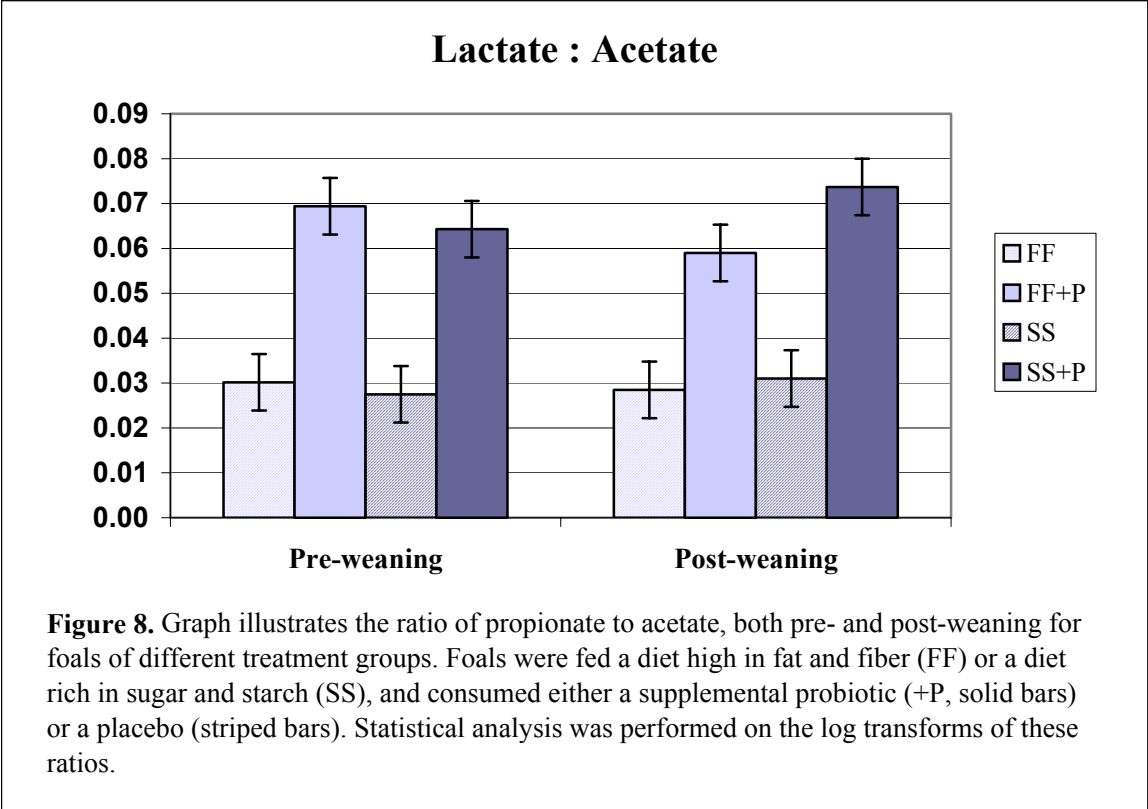 Lactate : Acetate
0.09
0.08
0.07
0.06
0.05
0.04
0.03
0.02
0.01
0.00
Pre-weaning
Post-weaning
FF
FF+P
SS
SS+P
Figure 8. Graph illustrates the ratio of propionate to acetate, both pre- and post-weaning for
foals of different treatment groups. Foals were fed a diet high in fat and fiber (FF) or a diet
rich in sugar and starch (SS), and consumed either a supplemental probiotic (+P, solid bars)
or a placebo (striped bars). Statistical analysis was performed on the log transforms of these
ratios.